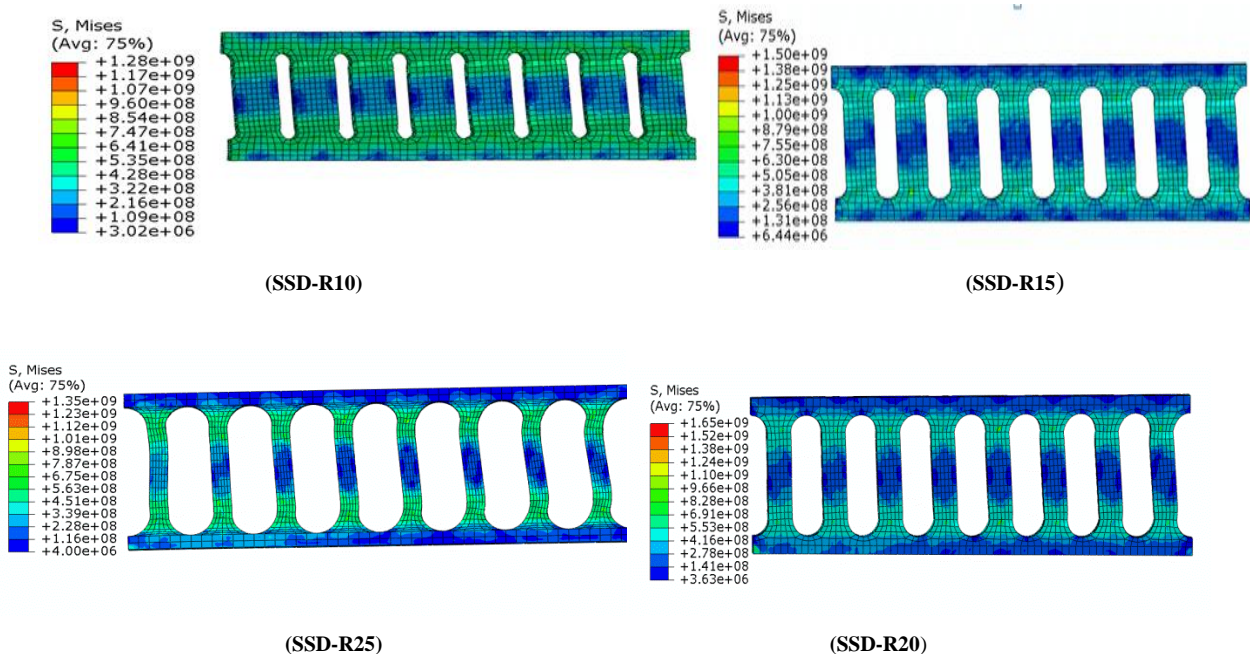 S, Mises
(Avg: 75%)
+1.28e+09
+1.17e+09
+1.07e+09
+9.60e+08
+8.54e+08
+7.47e+08
+6.41e+08
+5.35e+08
+4.28e+08
+3.22e+08
+2.16e+08
+1.09e+08
+3.02e+06
(SSD-R10)
S, Mises
(Avg: 75%)
+1.50e+09
+1.38e+09
+1.25e+09
+1.13e+09
+1.00e+09
+8.79e+08
+7.55e+08
+6.30e+08
+5.05e+08
+3.81e+08
+2.56e+08
+1.31e+08
+6.44e+06
(SSD-R15)
S, Mises
(Avg: 75%)
+1.35e+09
+1.23e+09
+1.12e+09
+1.01e+09
+8.98e+08
+7.87e+08
+6.75e+08
+5.63e+08
+4.51e+08
+3.39e+08
+2.28e+08
+1.16e+08
+4.00e+06
(SSD-R25)
S, Mises
(Avg: 75%)
+1.65e+09
+1.52e+09
+1.38e+09
+1.24e+09
+1.10e+09
+9.66e+08
+8.28e+08
+6.91e+08
+5.53e+08
+4.16e+08
+2.78e+08
+1.41e+08
+3.63e+06
(SSD-R20)